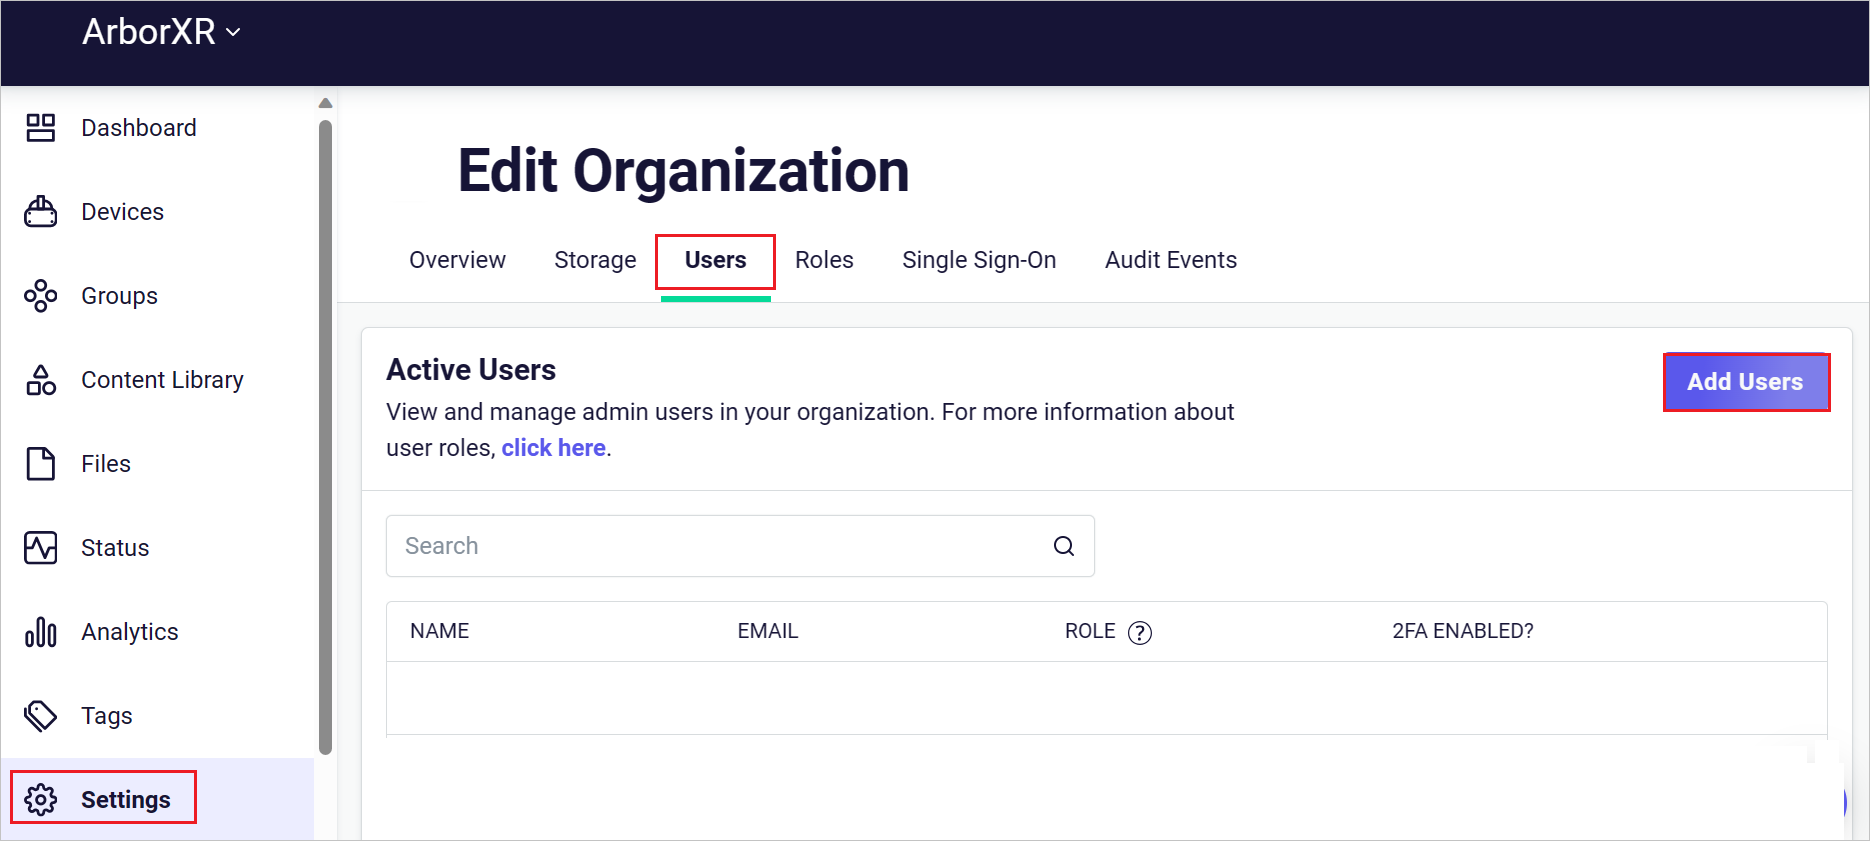 ArborXR
Dashboard
Devices
Groups
Content Library
Files
Status
Analytics
Tags
Settings
Edit Organization
Overview Storage Users Roles Single Sign-On Audit Events
Active Users
Add Users
View and manage admin users in your organization. For more information about
user roles, click here.
Search
NAME EMAIL ROLE ? 2FA ENABLED?